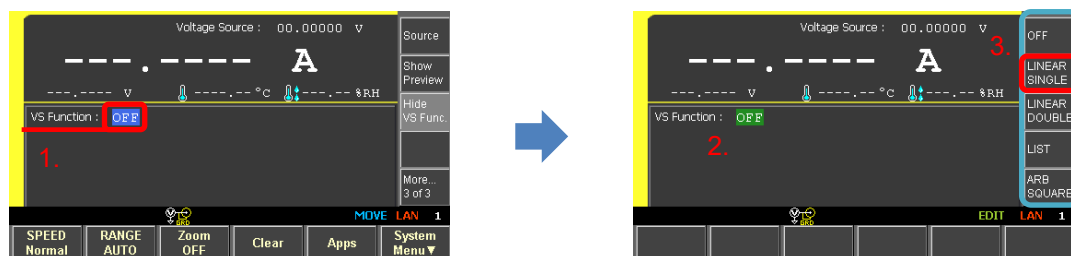 Voltage Source : 00.00000 V
---.---- A
---.---- V ----.-- °C ---.-- %RH
VS Function : OFF
1.
Source
Show
Preview
Hide
VS Func.
More...
3 of 3
GRD
MOVE LAN 1
SPEED
Normal
RANGE
AUTO
Zoom
OFF
Clear
Apps
System
Menu▼
Voltage Source : 00.00000 V
---.---- A
---.---- V ----.-- °C ---.-- %RH
VS Function : OFF
2.
3.
OFF
LINEAR
SINGLE
LINEAR
DOUBLE
LIST
ARB
SQUARE
GRD
EDIT LAN 1